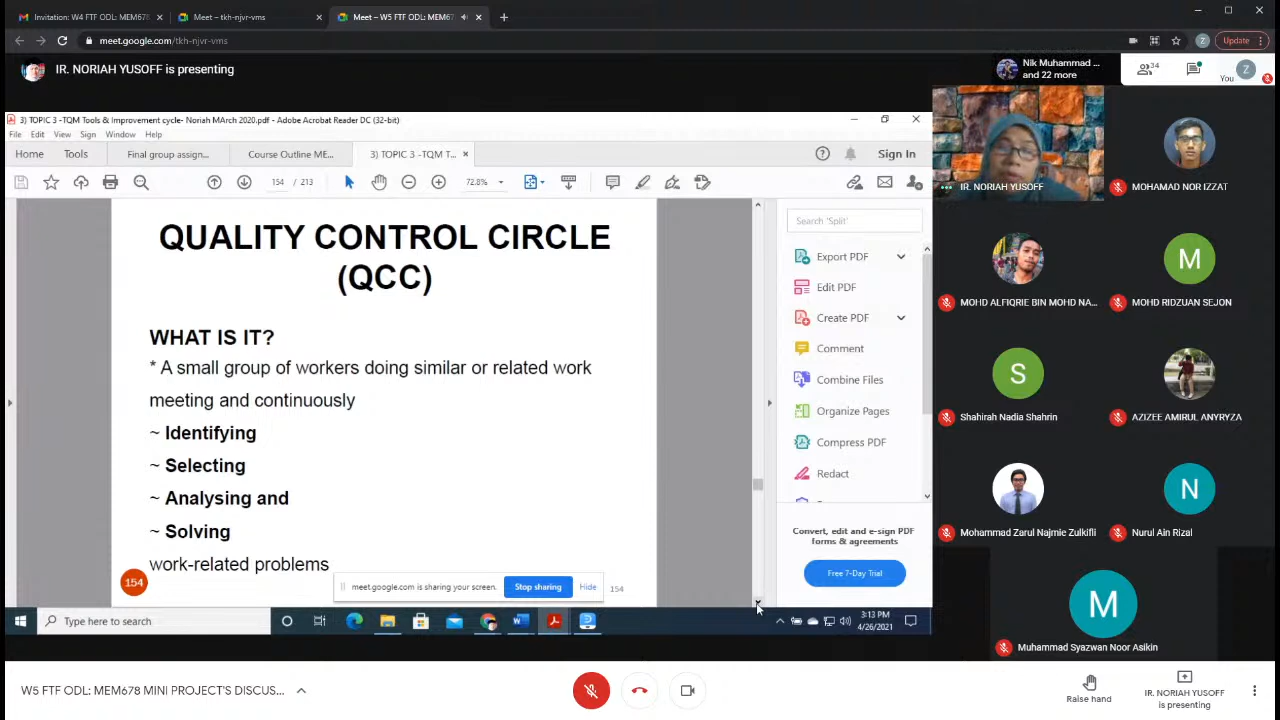 Invitation: W4 FTF ODL: MEM678
Meet – tkh-njvr-vms
Meet – W5 FTF ODL: MEM67
meet.google.com/tkh-njvr-vms
Z
Update
IR. NORIAH YUSOFF is presenting
Nik Muhammad ...
and 22 more
34
You
Z
3) TOPIC 3 -TQM Tools & Improvement cycle- Noriah MArch 2020.pdf - Adobe Acrobat Reader DC (32-bit)
File Edit View Sign Window Help
Home Tools Final group assign... Course Outline ME... 3) TOPIC 3 -TQM T... Sign In
154 / 213 72.8%
QUALITY CONTROL CIRCLE
(QCC)
WHAT IS IT?
* A small group of workers doing similar or related work
meeting and continuously
~ Identifying
~ Selecting
~ Analysing and
~ Solving
work-related problems
154
meet.google.com is sharing your screen. Stop sharing Hide
154
Search 'Split'
Export PDF
Edit PDF
Create PDF
Comment
Combine Files
Organize Pages
Compress PDF
Redact
Convert, edit and e-sign PDF
forms & agreements
Free 7-Day Trial
Type here to search
3:13 PM
4/26/2021
IR. NORIAH YUSOFF
MOHAMAD NOR IZZAT
MOHD ALFIQRIE BIN MOHD NA...
M
MOHD RIDZUAN SEJON
S
Shahirah Nadia Shahrin
AZIZEE AMIRUL ANYRYZA
Mohammad Zarul Najmie Zulkifli
N
Nurul Ain Rizal
M
Muhammad Syazwan Noor Asikin
W5 FTF ODL: MEM678 MINI PROJECT'S DISCUS...
Raise hand
IR. NORIAH YUSOFF
is presenting